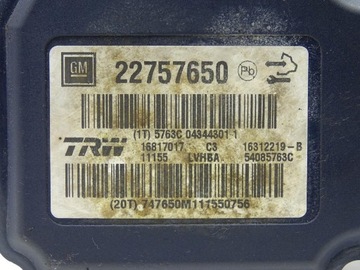 GM 22757650 Pb
(1T) 5763C 04344301 1
TRW 16817017 C3 16312219-B
11155 LVHBA 54085763C
(20T) 747650M111550756